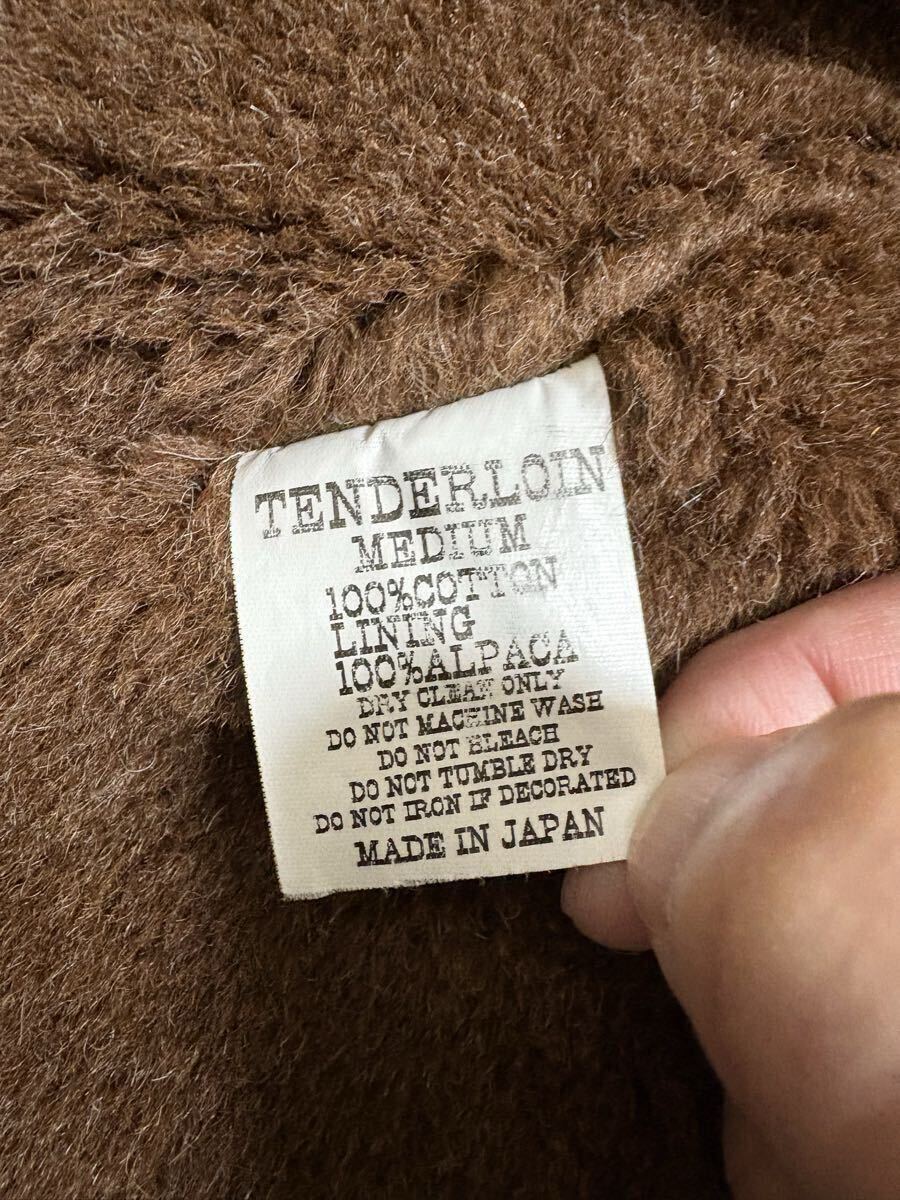 TENDERLOIN
MEDIUM
100%COTTON
LINING
100%ALPACA
DRY CLEAN ONLY
DO NOT MACHINE WASH
DO NOT BLEACH
DO NOT TUMBLE DRY
DO NOT IRON IF DECORATED
MADE IN JAPAN